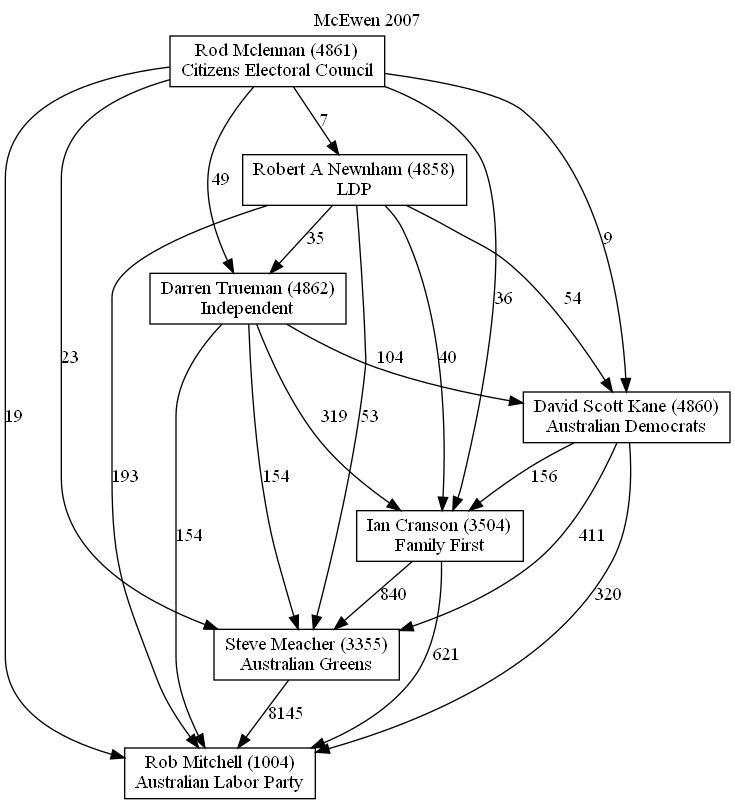 McEwen 2007
Rod Mclennan (4861)
Citizens Electoral Council
7
Robert A Newnham (4858)
LDP
49
35
9
Darren Trueman (4862)
Independent
36
54
23
104
40
David Scott Kane (4860)
Australian Democrats
19
319
53
193
154
156
Ian Cranson (3504)
Family First
154
411
840
320
Steve Meacher (3355)
Australian Greens
621
8145
Rob Mitchell (1004)
Australian Labor Party